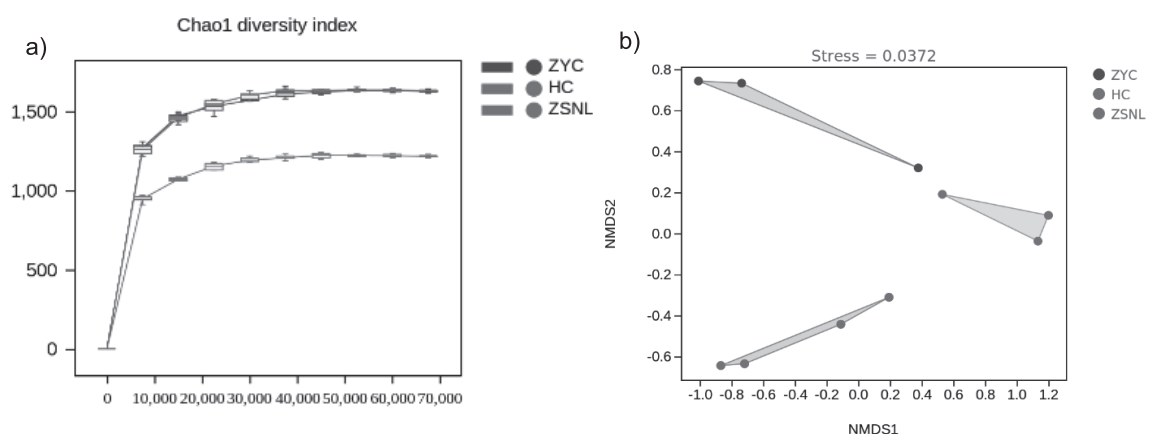 Chao1 diversity index
a)
1,500
1,000
500
0
0 10,000 20,000 30,000 40,000 50,000 60,000 70,000
ZYC
HC
ZSNL
b)
Stress = 0.0372
NMDS2
0.8
0.6
0.4
0.2
0.0
-0.2
-0.4
-0.6
-1.0 -0.8 -0.6 -0.4 -0.2 0.0 0.2 0.4 0.6 0.8 1.0 1.2
NMDS1
ZYC
HC
ZSNL